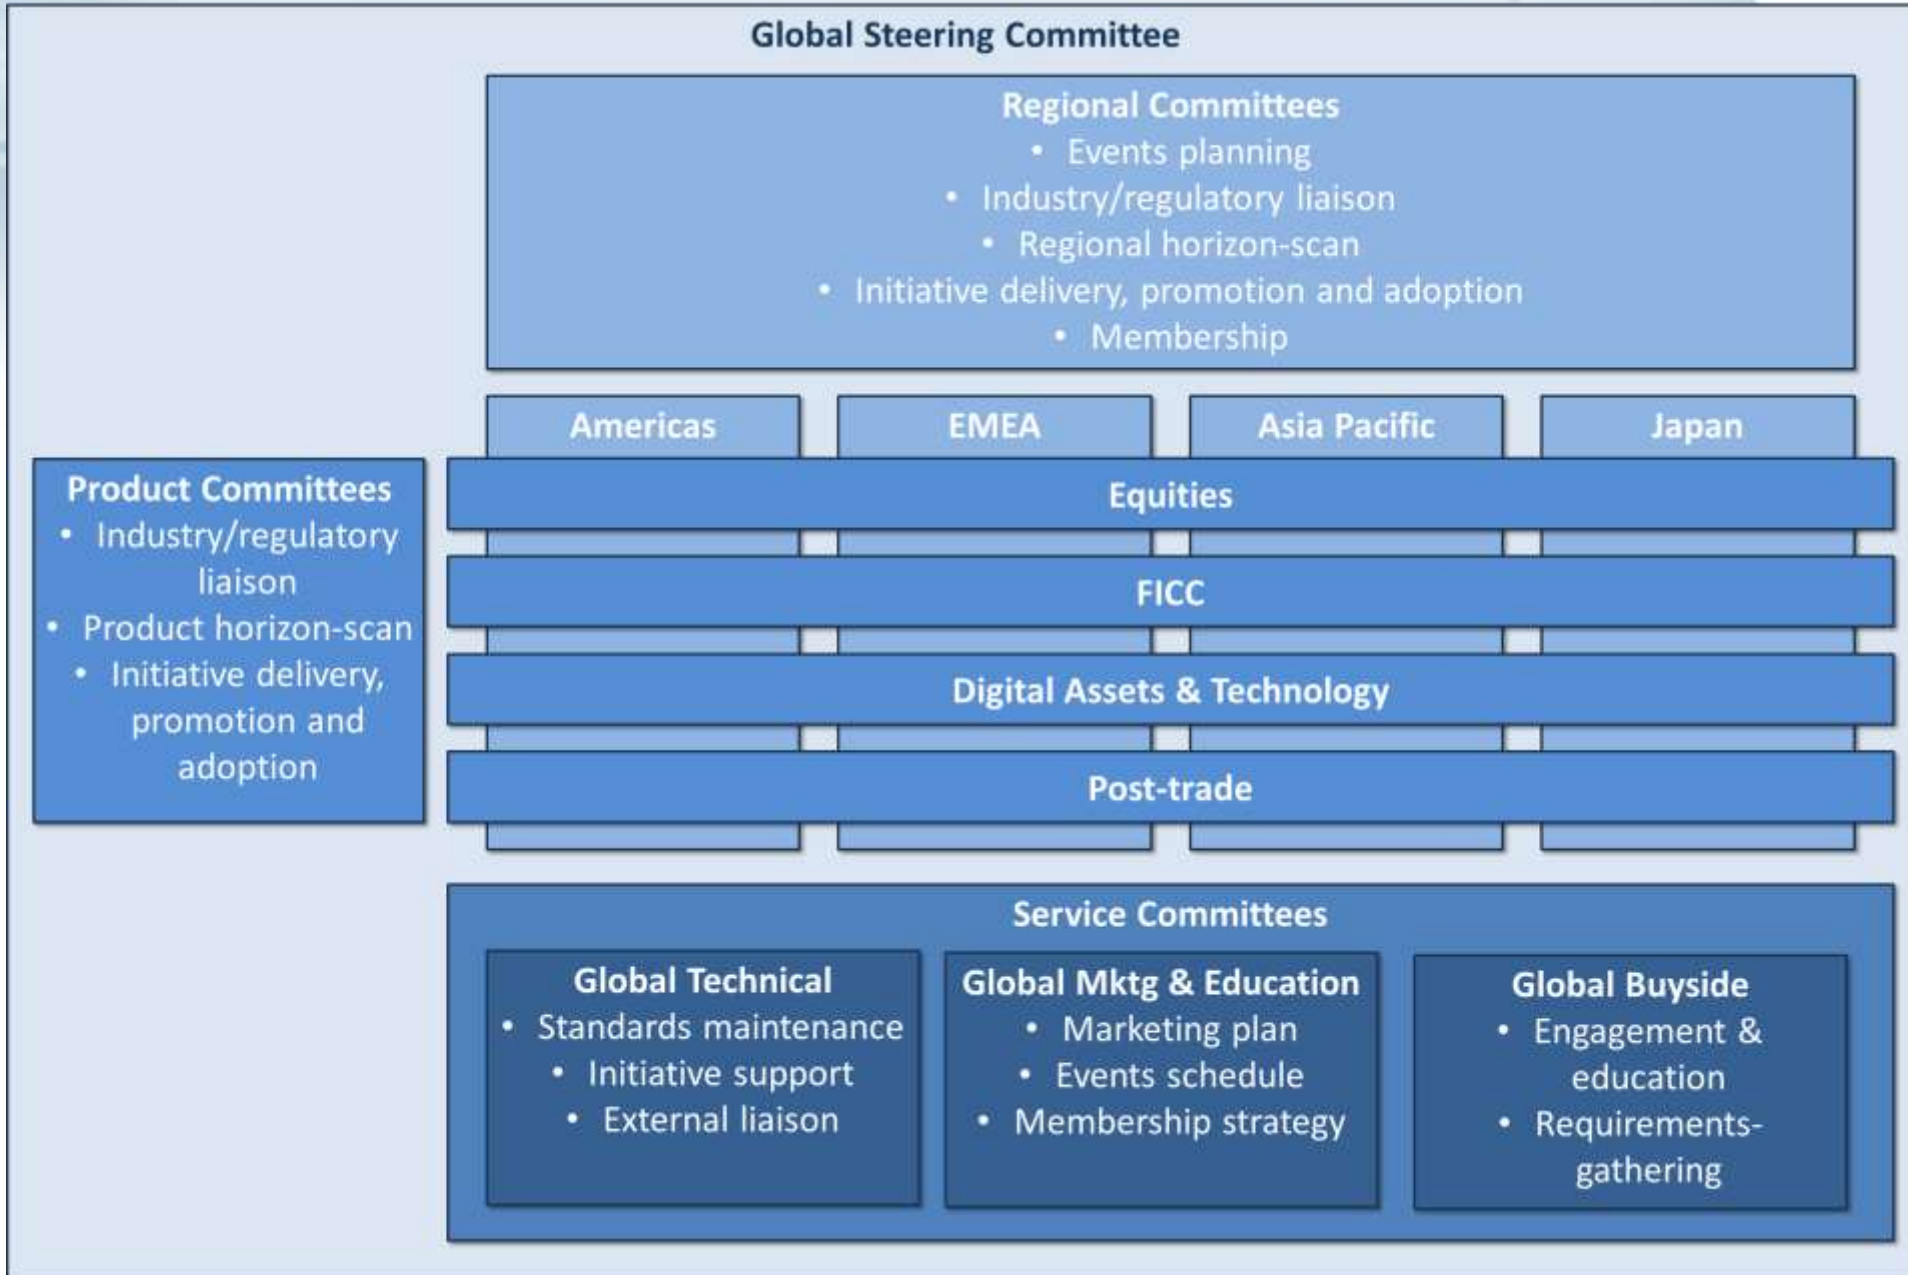 Global Steering Committee
Regional Committees
• Events planning
• Industry/regulatory liaison
• Regional horizon-scan
• Initiative delivery, promotion and adoption
• Membership
Americas
EMEA
Asia Pacific
Japan
Product Committees
• Industry/regulatory
liaison
• Product horizon-scan
• Initiative delivery,
promotion and
adoption
Equities
FICC
Digital Assets & Technology
Post-trade
Service Committees
Global Technical
• Standards maintenance
• Initiative support
• External liaison
Global Mktg & Education
• Marketing plan
• Events schedule
• Membership strategy
Global Buyside
• Engagement &
education
• Requirements-
gathering